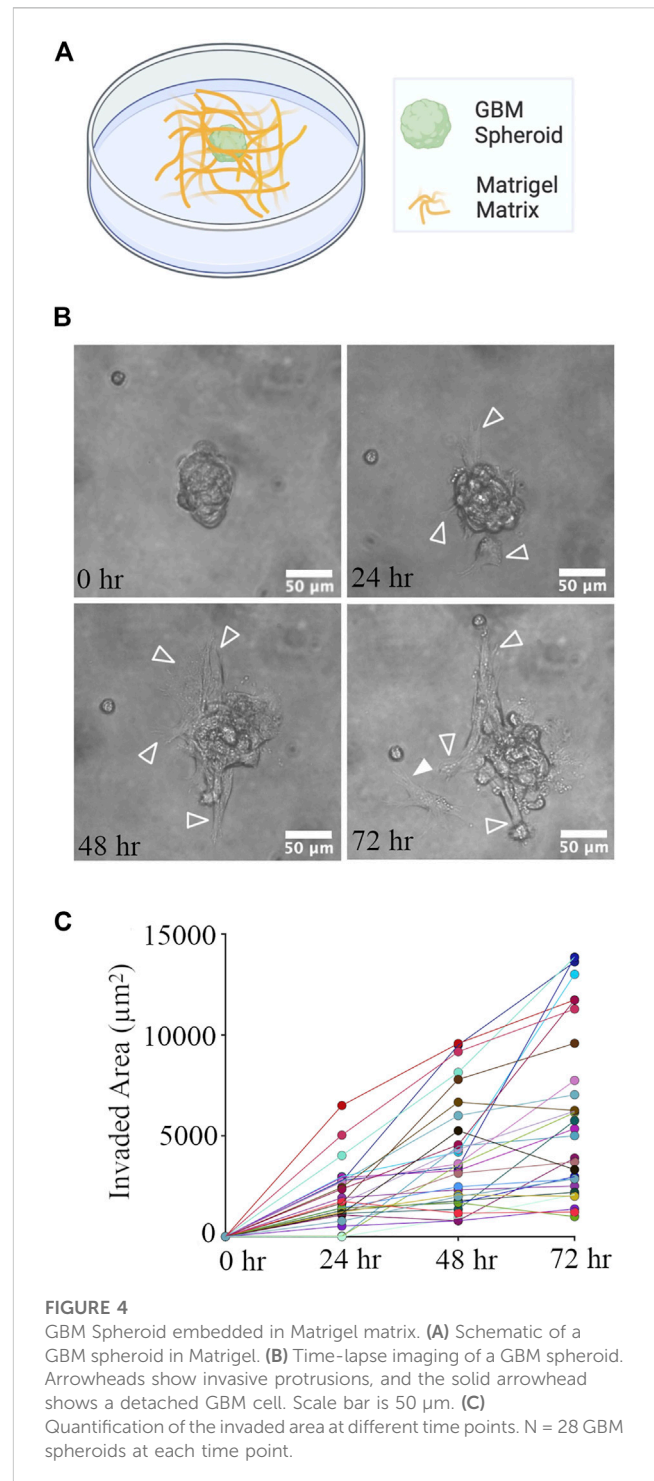 A
GBM
Spheroid
Matrigel
Matrix
B
0 hr
50 µm
24 hr
50 µm
48 hr
50 µm
72 hr
50 µm
C
Invaded Area (µm²)
15000
10000
5000
0
0 hr
24 hr
48 hr
72 hr
FIGURE 4
GBM Spheroid embedded in Matrigel matrix. (A) Schematic of a
GBM spheroid in Matrigel. (B) Time-lapse imaging of a GBM spheroid.
Arrowheads show invasive protrusions, and the solid arrowhead
shows a detached GBM cell. Scale bar is 50 µm. (C)
Quantification of the invaded area at different time points. N = 28 GBM
spheroids at each time point.